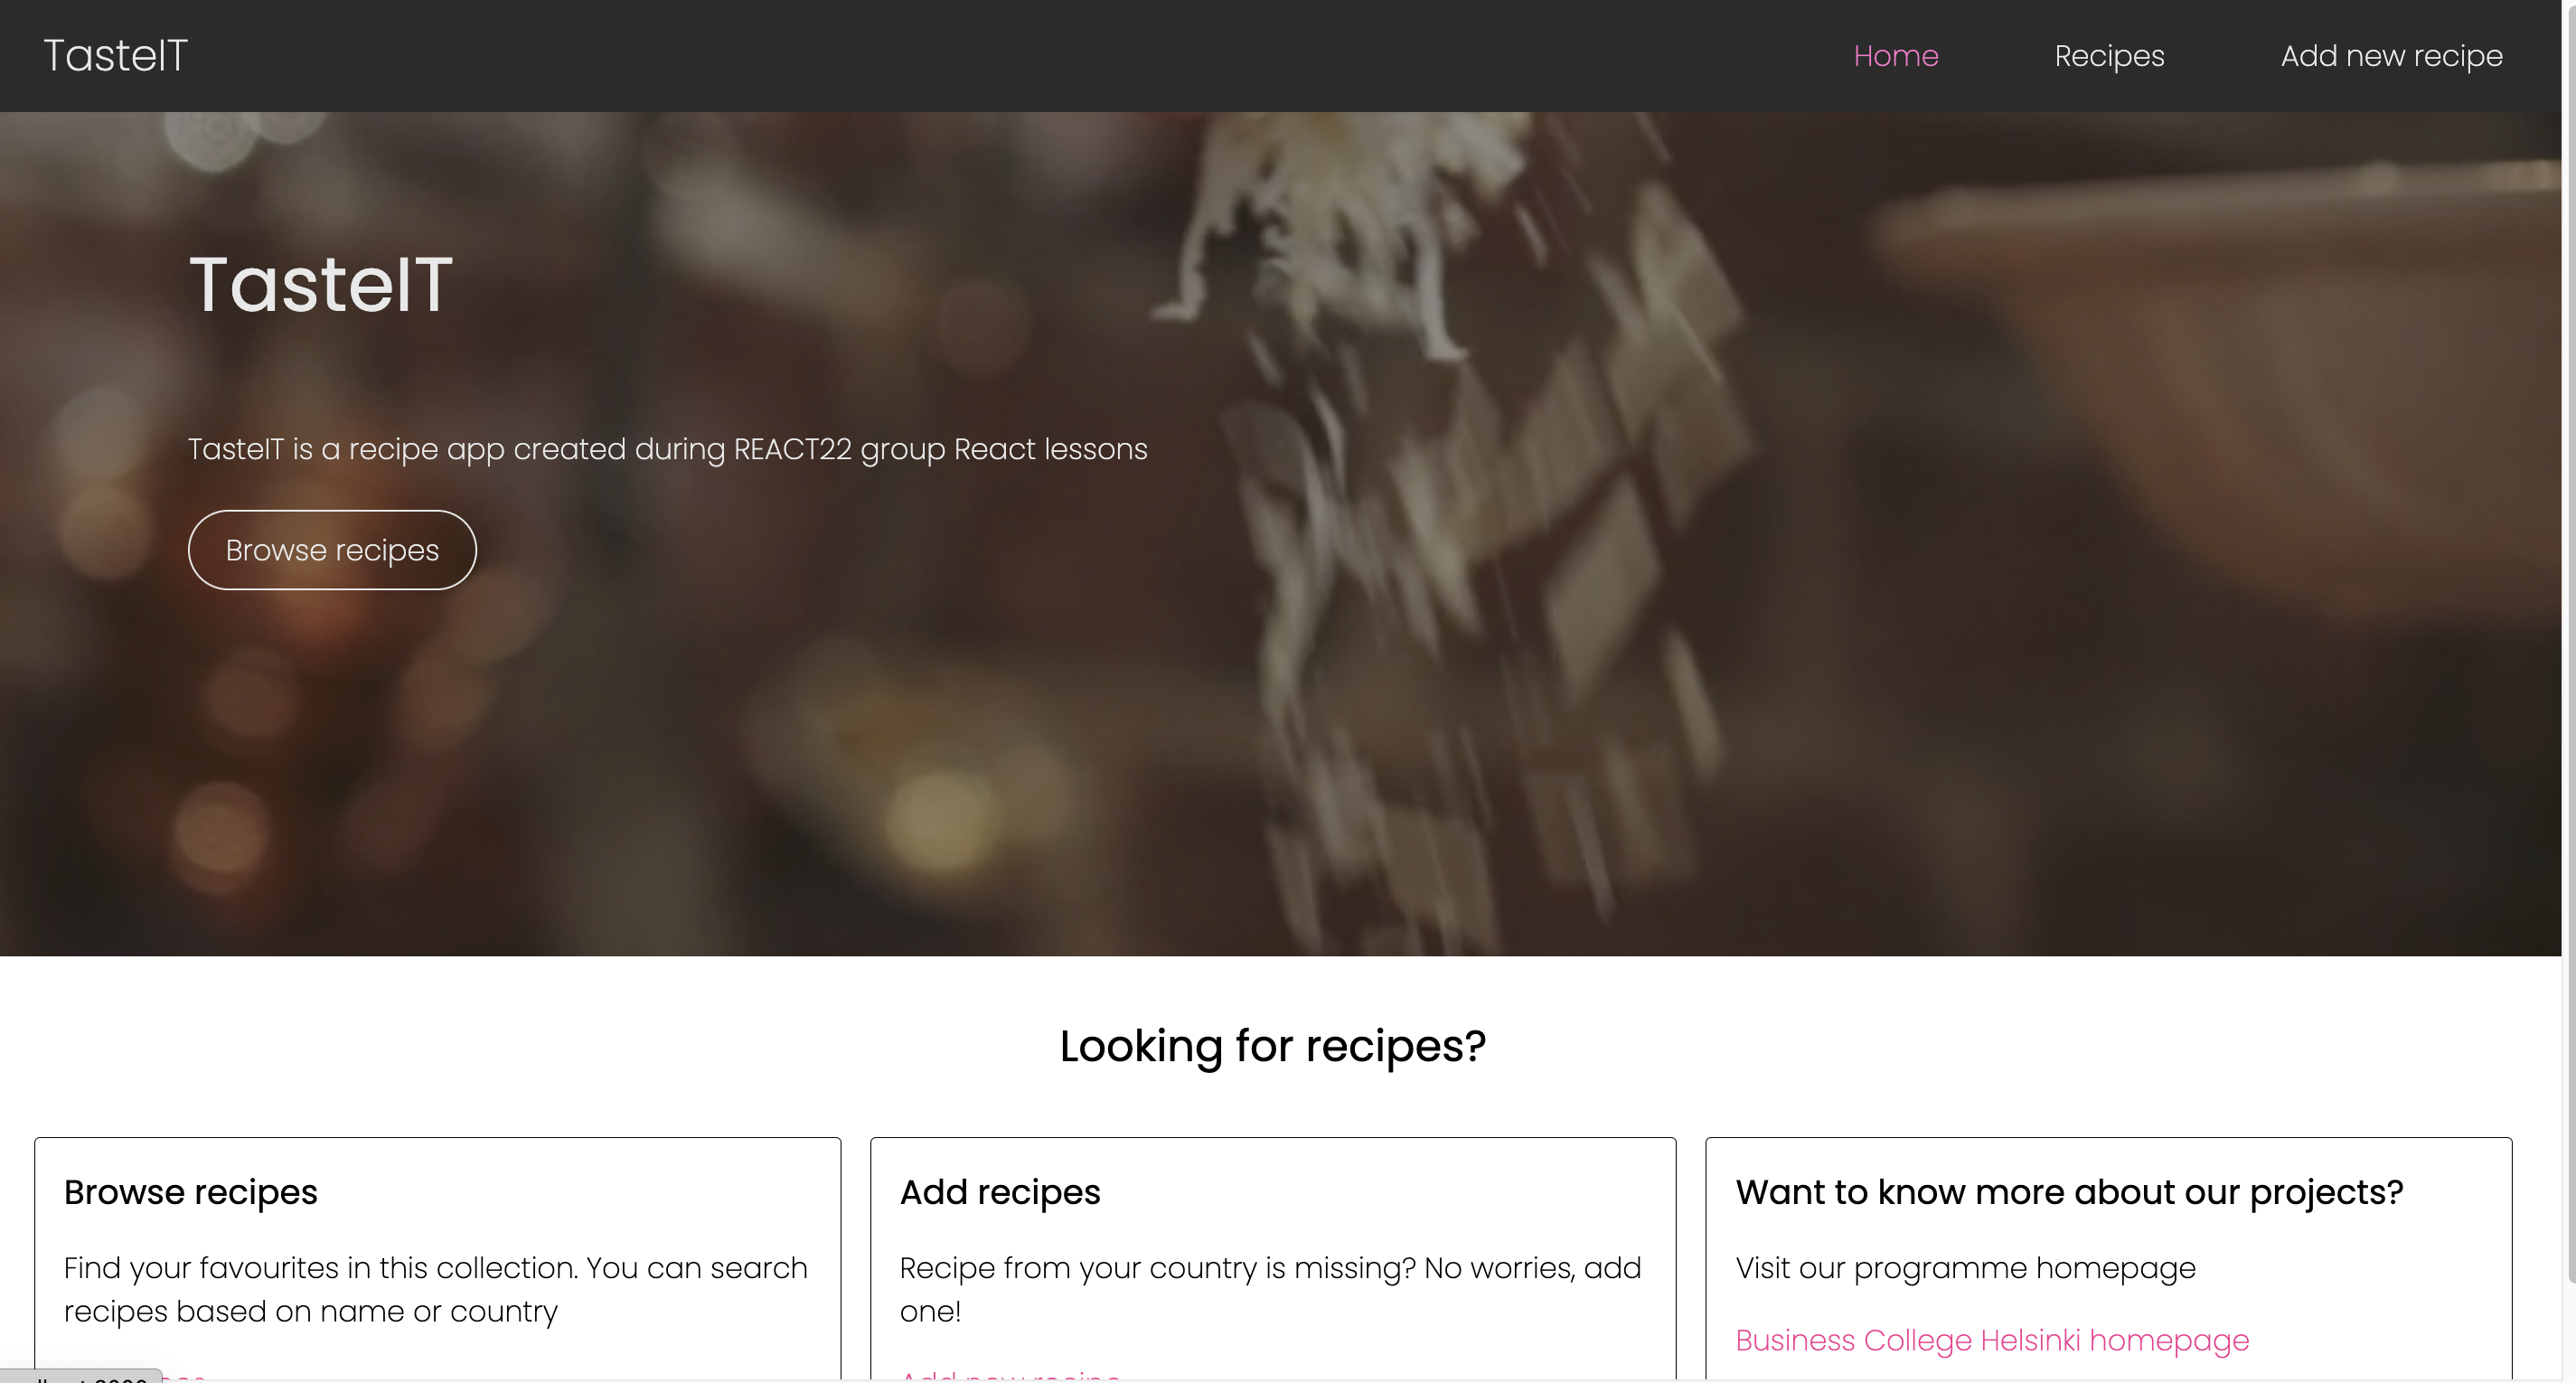 TasteIT
Home
Recipes
Add new recipe
TasteIT
TasteIT is a recipe app created during REACT22 group React lessons
Browse recipes
Looking for recipes?
Browse recipes
Find your favourites in this collection. You can search
recipes based on name or country
Add recipes
Recipe from your country is missing? No worries, add
one!
Add new recipe
Want to know more about our projects?
Visit our programme homepage
Business College Helsinki homepage